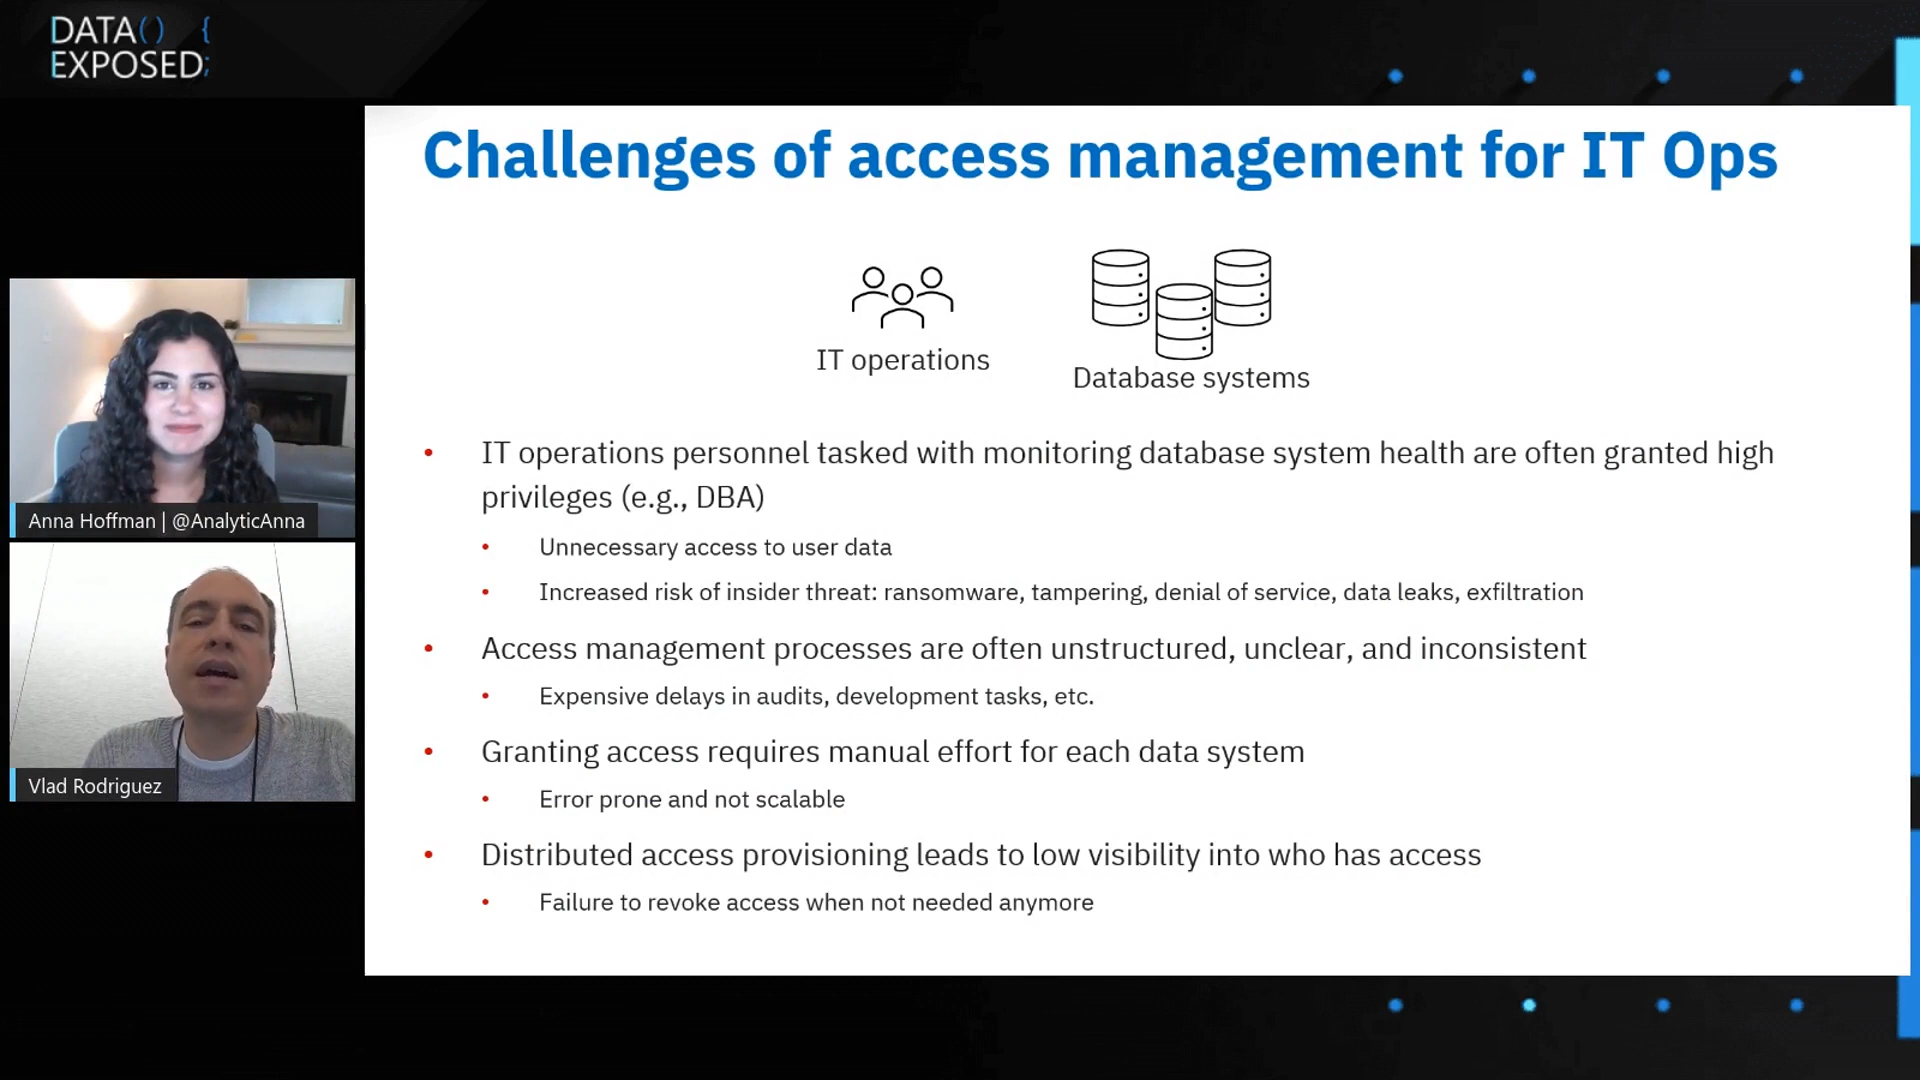 DATA() {
EXPOSED;
Challenges of access management for IT Ops
IT operations
Database systems
• IT operations personnel tasked with monitoring database system health are often granted high
privileges (e.g., DBA)
• Unnecessary access to user data
• Increased risk of insider threat: ransomware, tampering, denial of service, data leaks, exfiltration
• Access management processes are often unstructured, unclear, and inconsistent
• Expensive delays in audits, development tasks, etc.
• Granting access requires manual effort for each data system
• Error prone and not scalable
• Distributed access provisioning leads to low visibility into who has access
• Failure to revoke access when not needed anymore
Anna Hoffman | @AnalyticAnna
Vlad Rodriguez